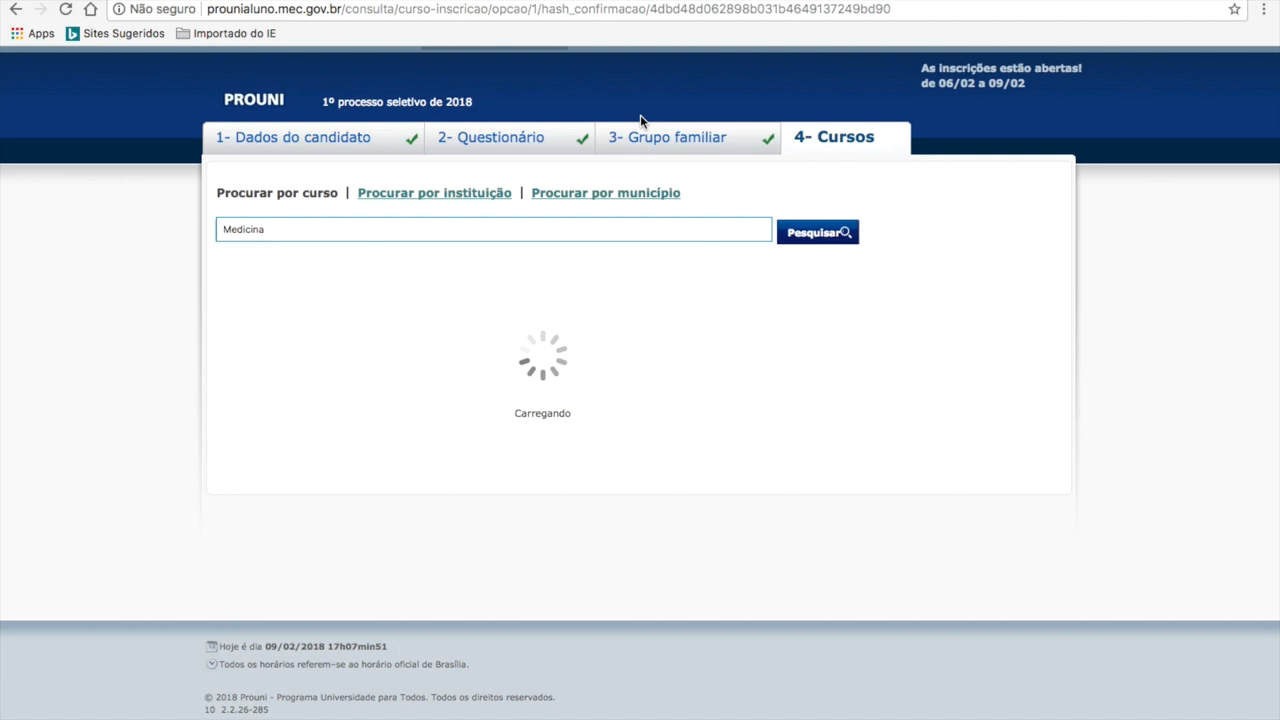 Não seguro prounialuno.mec.gov.br/consulta/curso-inscricao/opcao/1/hash_confirmacao/4dbd48d062898b031b4649137249bd90
Apps Sites Sugeridos Importado do IE
As inscrições estão abertas!
de 06/02 a 09/02
PROUNI 1º processo seletivo de 2018
1- Dados do candidato 2- Questionário 3- Grupo familiar 4- Cursos
Procurar por curso | Procurar por instituição | Procurar por município
Medicina Pesquisar
Carregando
Hoje é dia 09/02/2018 17h07min51
Todos os horários referem-se ao horário oficial de Brasília.
© 2018 Prouni - Programa Universidade para Todos. Todos os direitos reservados.
10 2.2.26-285